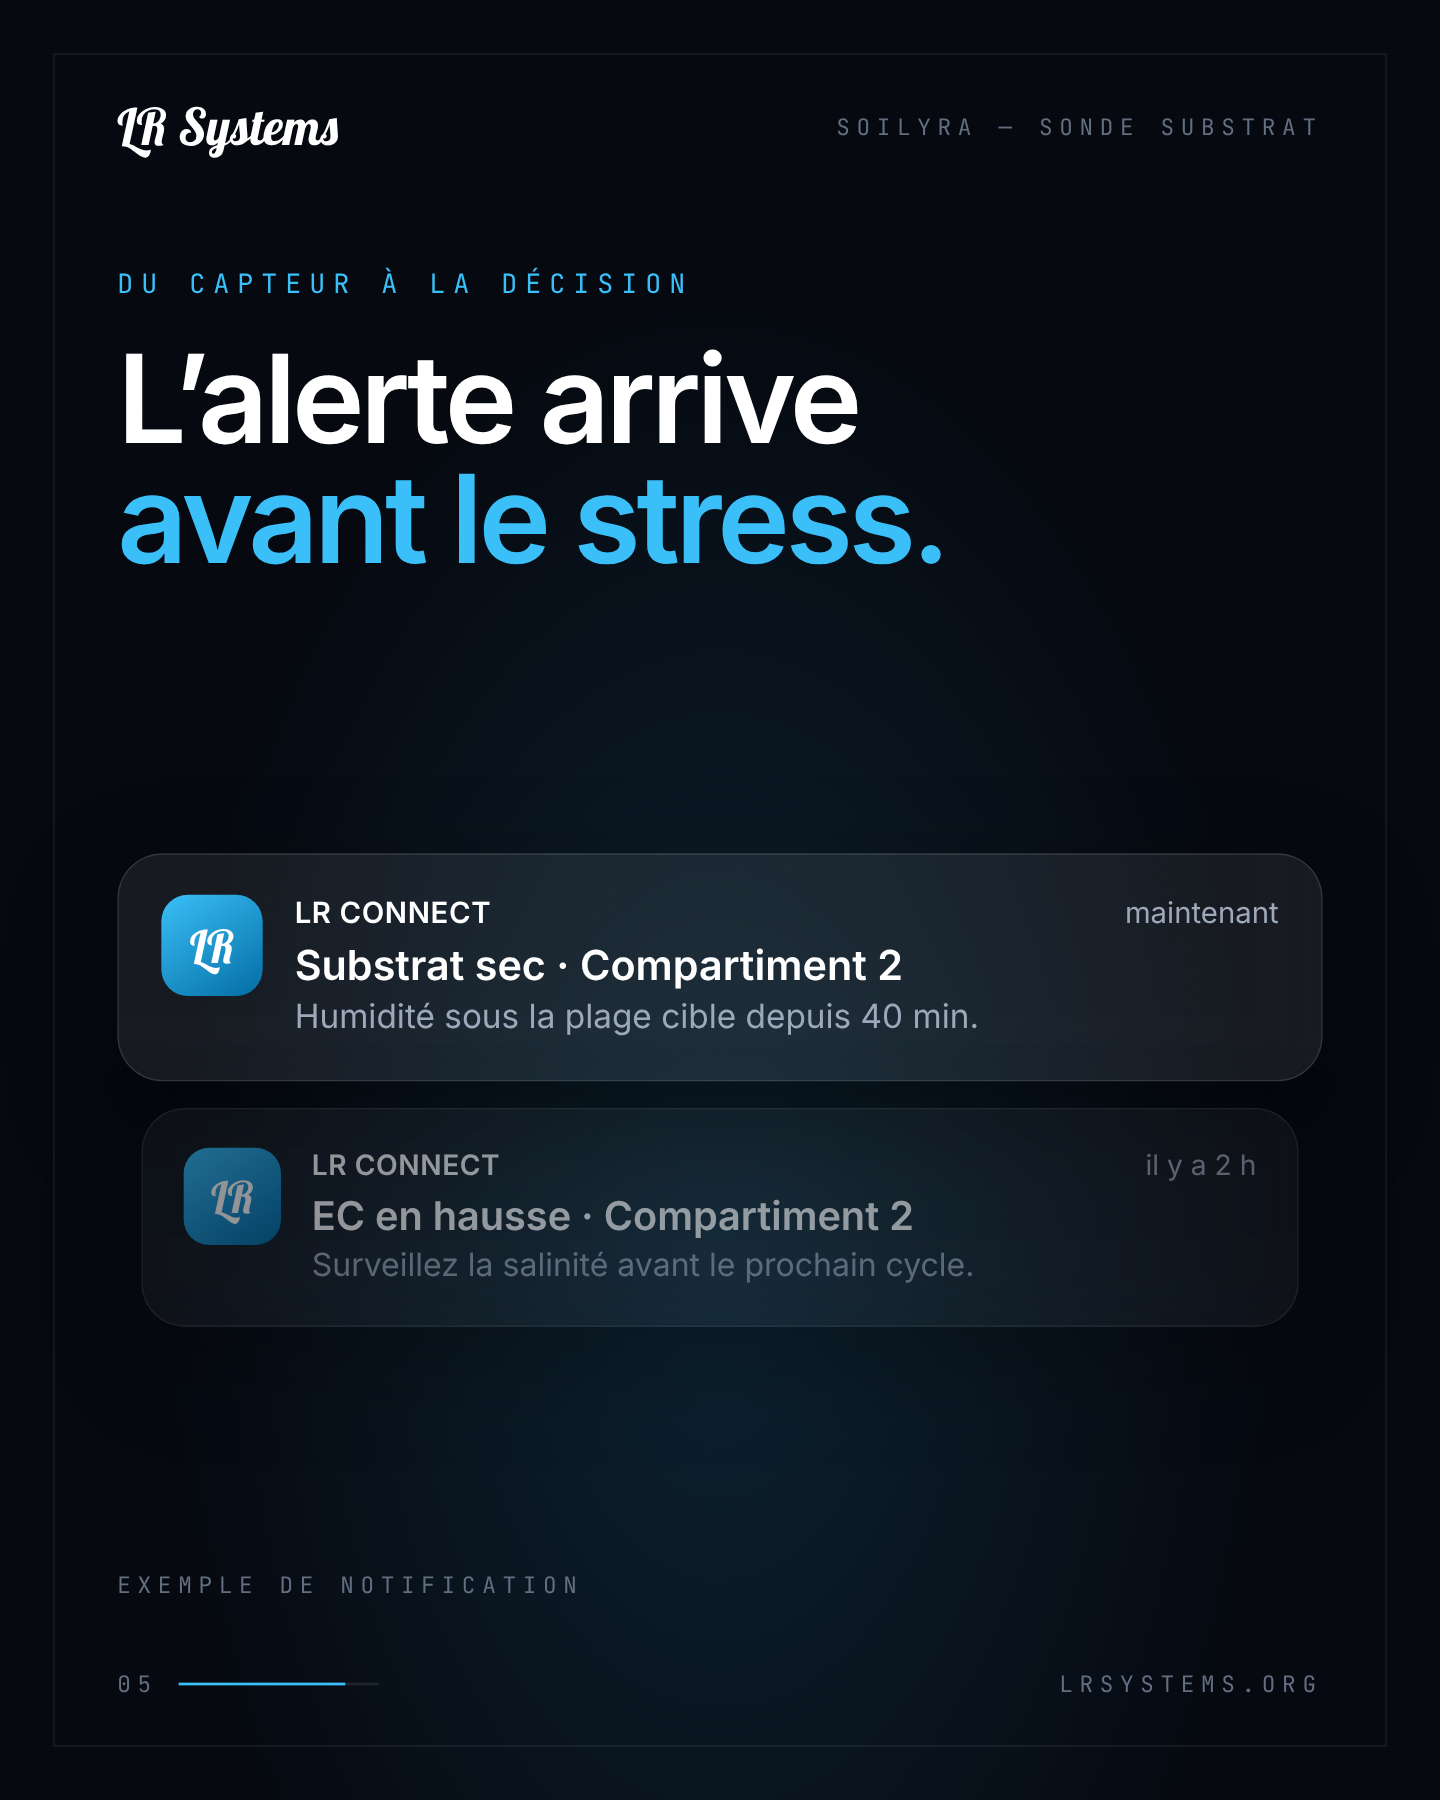 LR Systems
SOILYRA — SONDE SUBSTRAT
DU CAPTEUR À LA DÉCISION
L’alerte arrive
avant le stress.
LR
LR CONNECT
maintenant
Substrat sec · Compartiment 2
Humidité sous la plage cible depuis 40 min.
LR
LR CONNECT
il y a 2 h
EC en hausse · Compartiment 2
Surveillez la salinité avant le prochain cycle.
EXEMPLE DE NOTIFICATION
05
LRSYSTEMS.ORG